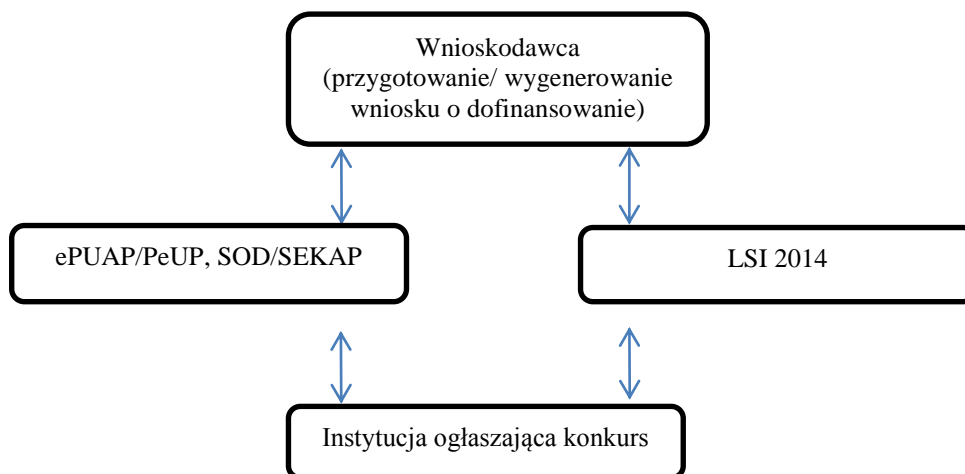 Wnioskodawca
(przygotowanie/ wygenerowanie
wniosku o dofinansowanie)
ePUAP/PeUP, SOD/SEKAP
LSI 2014
Instytucja ogłaszająca konkurs